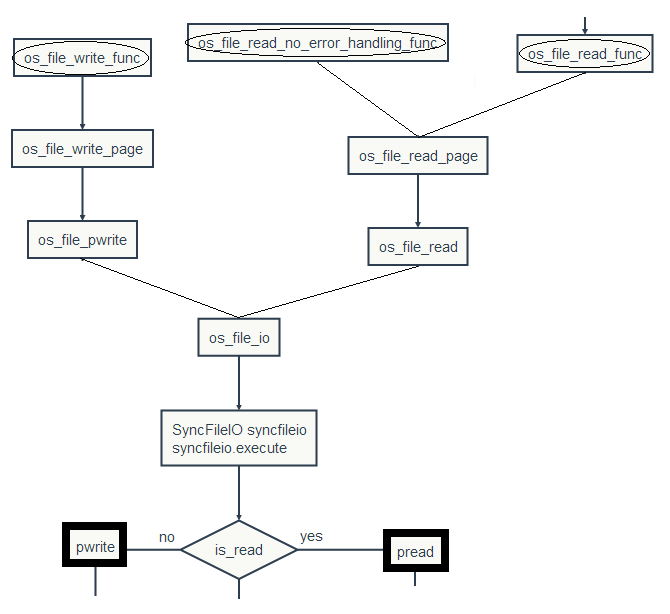 os_file_write_func
os_file_read_no_error_handling_func
os_file_read_func
os_file_write_page
os_file_read_page
os_file_pwrite
os_file_read
os_file_io
SyncFileIO syncfileio
syncfileio.execute
no
yes
pwrite
is_read
pread